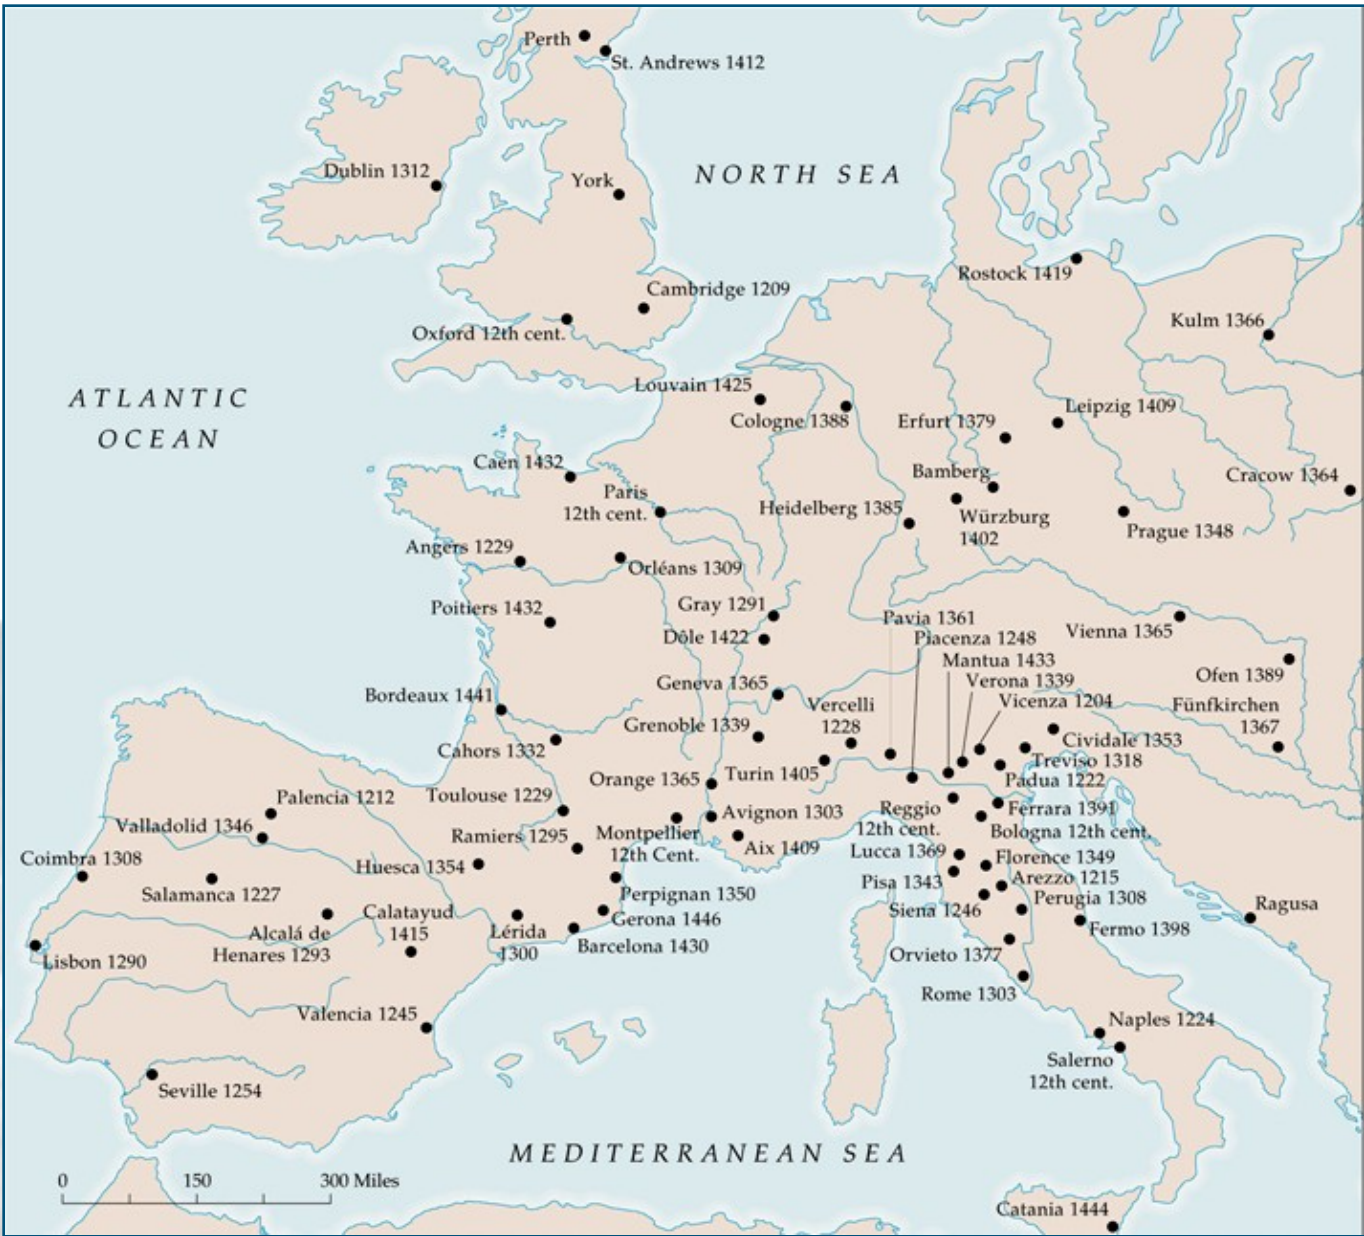 Perth
St. Andrews 1412
Dublin 1312
York
NORTH SEA
Rostock 1419
Cambridge 1209
Oxford 12th cent.
Kulm 1366
ATLANTIC
OCEAN
Louvain 1425
Cologne 1388
Erfurt 1379
Leipzig 1409
Caen 1432
Bamberg
Cracow 1364
Paris
12th cent.
Heidelberg 1385
Würzburg
1402
Prague 1348
Angers 1229
Orléans 1309
Poitiers 1432
Gray 1291
Pavia 1361
Vienna 1365
Dôle 1422
Piacenza 1248
Mantua 1433
Ofen 1389
Geneva 1365
Verona 1339
Bordeaux 1441
Vercelli
1228
Vicenza 1204
Fünfkirchen
1367
Grenoble 1339
Cividale 1353
Cahors 1332
Treviso 1318
Orange 1365
Turin 1405
Padua 1222
Palencia 1212
Toulouse 1229
Avignon 1303
Reggio
12th cent.
Ferrara 1391
Valladolid 1346
Ramiers 1295
Montpellier
12th Cent.
Bologna 12th cent.
Aix 1409
Lucca 1369
Coimbra 1308
Huesca 1354
Florence 1349
Pisa 1343
Arezzo 1215
Salamanca 1227
Perpignan 1350
Perugia 1308
Calatayud
1415
Siena 1246
Ragusa
Gerona 1446
Alcalá de
Henares 1293
Lérida
1300
Fermo 1398
Barcelona 1430
Lisbon 1290
Orvieto 1377
Rome 1303
Valencia 1245
Naples 1224
Salerno
12th cent.
Seville 1254
MEDITERRANEAN SEA
0 150 300 Miles
Catania 1444